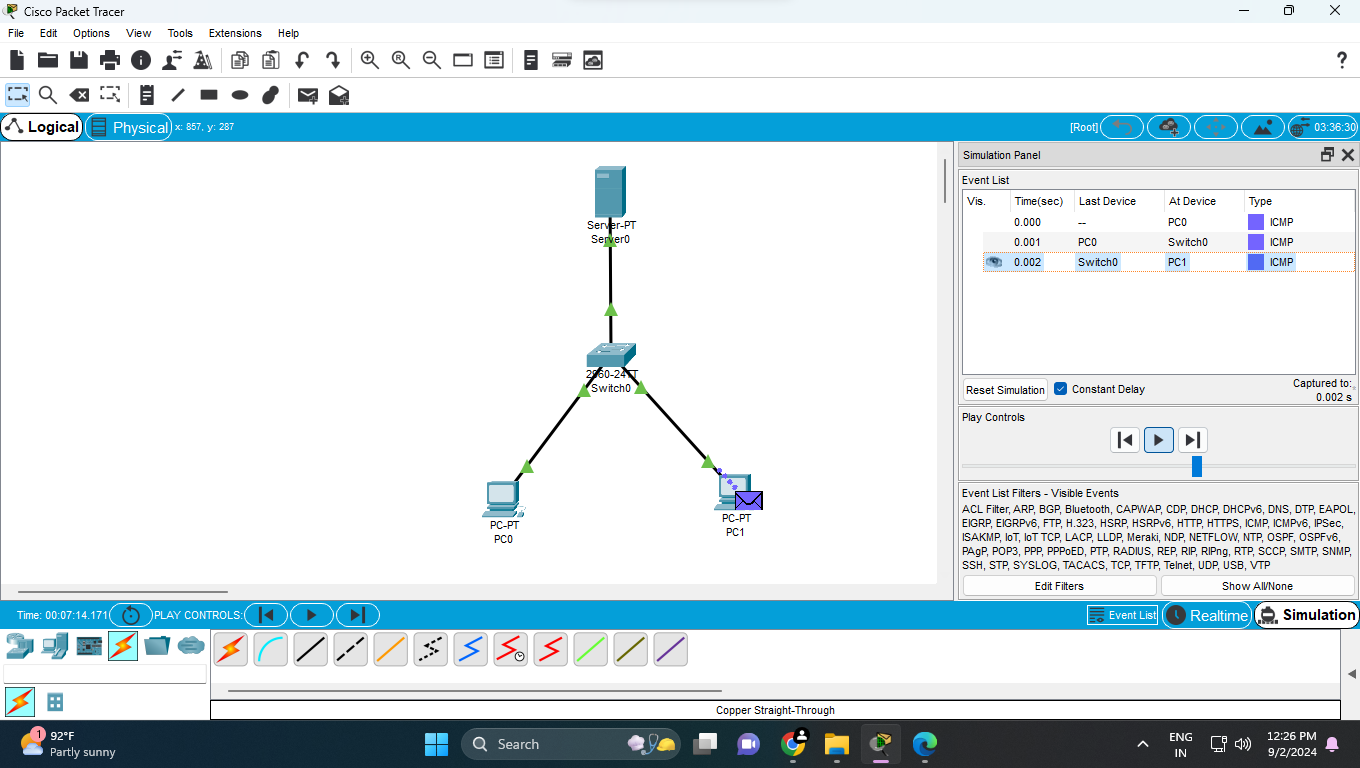 Cisco Packet Tracer
File Edit Options View Tools Extensions Help
Logical
Physical
x: 857, y: 287
[Root]
03:36:30
Server-PT
Server0
2960-24TT
Switch0
PC-PT
PC0
PC-PT
PC1
Simulation Panel
Event List
Vis. Time(sec) Last Device At Device Type
0.000 -- PC0 ICMP
0.001 PC0 Switch0 ICMP
0.002 Switch0 PC1 ICMP
Reset Simulation
Constant Delay
Captured to:
0.002 s
Play Controls
Event List Filters - Visible Events
ACL Filter, ARP, BGP, Bluetooth, CAPWAP, CDP, DHCP, DHCPv6, DNS, DTP, EAPOL,
EIGRP, EIGRPv6, FTP, H.323, HSRP, HSRPv6, HTTP, HTTPS, ICMP, ICMPv6, IPSec,
ISAKMP, IoT, IoT TCP, LACP, LLDP, Meraki, NDP, NETFLOW, NTP, OSPF, OSPFv6,
PAgP, POP3, PPP, PPPoED, PTP, RADIUS, REP, RIP, RIPng, RTP, SCCP, SMTP, SNMP,
SSH, STP, SYSLOG, TACACS, TCP, TFTP, Telnet, UDP, USB, VTP
Edit Filters
Show All/None
Time: 00:07:14.171
PLAY CONTROLS:
Event List
Realtime
Simulation
Copper Straight-Through
1
92°F
Partly sunny
Search
ENG
IN
12:26 PM
9/2/2024